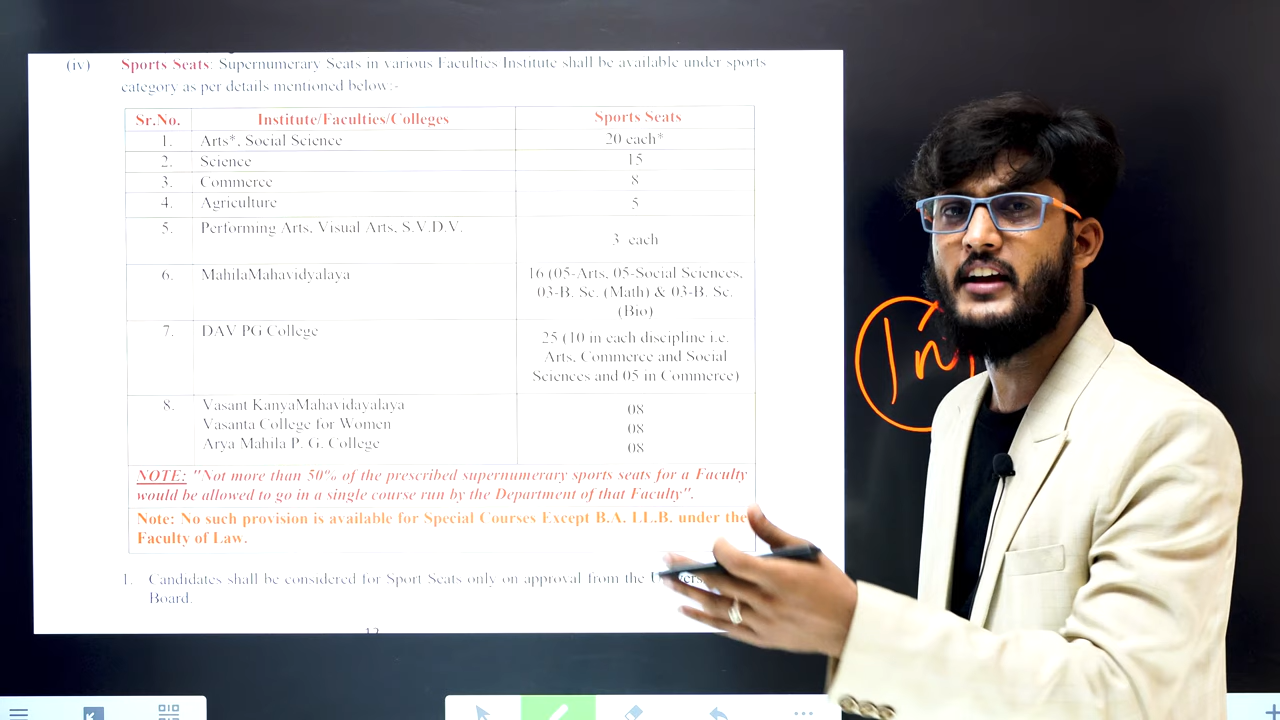 (iv) Sports Seats: Supernumerary Seats in various Faculties Institute shall be available under sports
category as per details mentioned below:-
Sr.No. Institute/Faculties/Colleges Sports Seats
1. Arts*, Social Science 20 each*
2. Science 15
3. Commerce 8
4. Agriculture 5
5. Performing Arts, Visual Arts, S.V.D.V. 3 each
6. MahilaMahavidyalaya 16 (05-Arts, 05-Social Sciences,
03-B. Sc. (Math) & 03-B. Sc.
(Bio)
7. DAV PG College 25 (10 in each discipline i.e.
Arts, Commerce and Social
Sciences and 05 in Commerce)
8. Vasant KanyaMahavidayalaya 08
Vasanta College for Women 08
Arya Mahila P. G. College 08
NOTE: "Not more than 50% of the prescribed supernumerary sports seats for a Faculty
would be allowed to go in a single course run by the Department of that Faculty".
Note: No such provision is available for Special Courses Except B.A. LL.B. under the
Faculty of Law.
1. Candidates shall be considered for Sport Seats only on approval from the
Board.